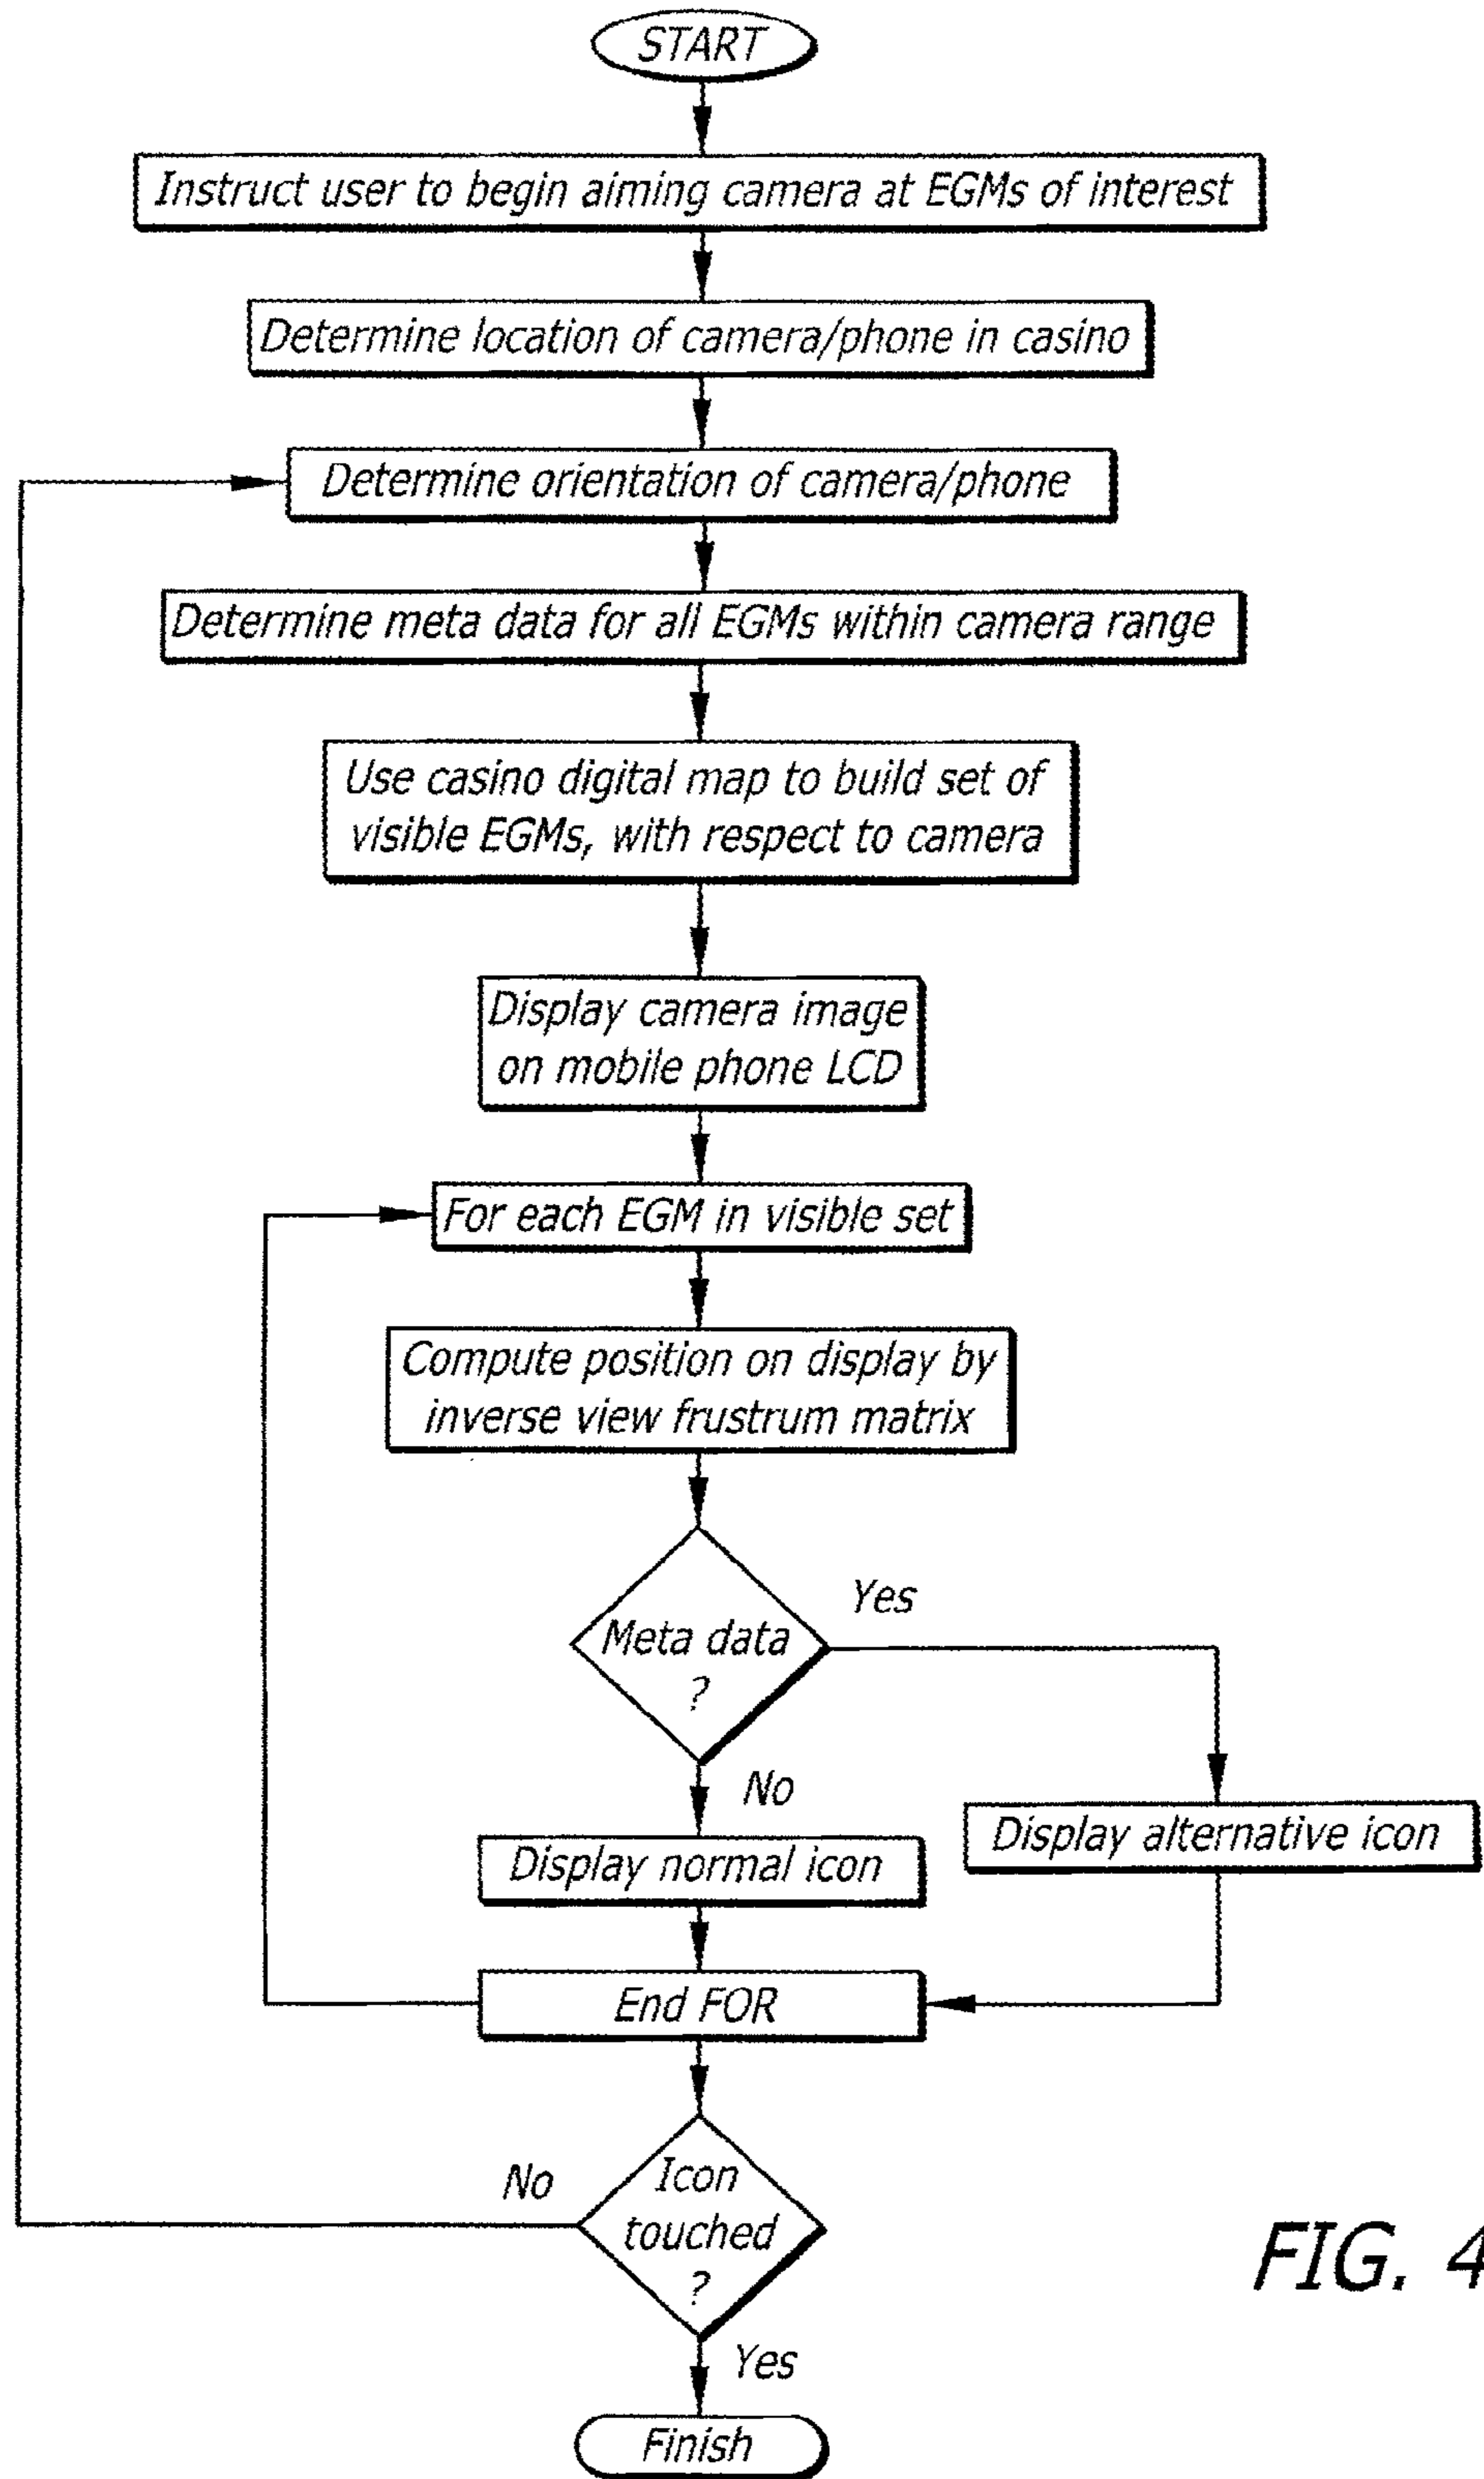 START
Instruct user to begin aiming camera at EGMs of interest
Determine location of camera/phone in casino
Determine orientation of camera/phone
Determine meta data for all EGMs within camera range
Use casino digital map to build set of
visible EGMs, with respect to camera
Display camera image
on mobile phone LCD
For each EGM in visible set
Compute position on display by
inverse view frustrum matrix
Yes
Meta data
?
No
Display alternative icon
Display normal icon
End FOR
No
Icon
touched
?
FIG. 4
Yes
Finish